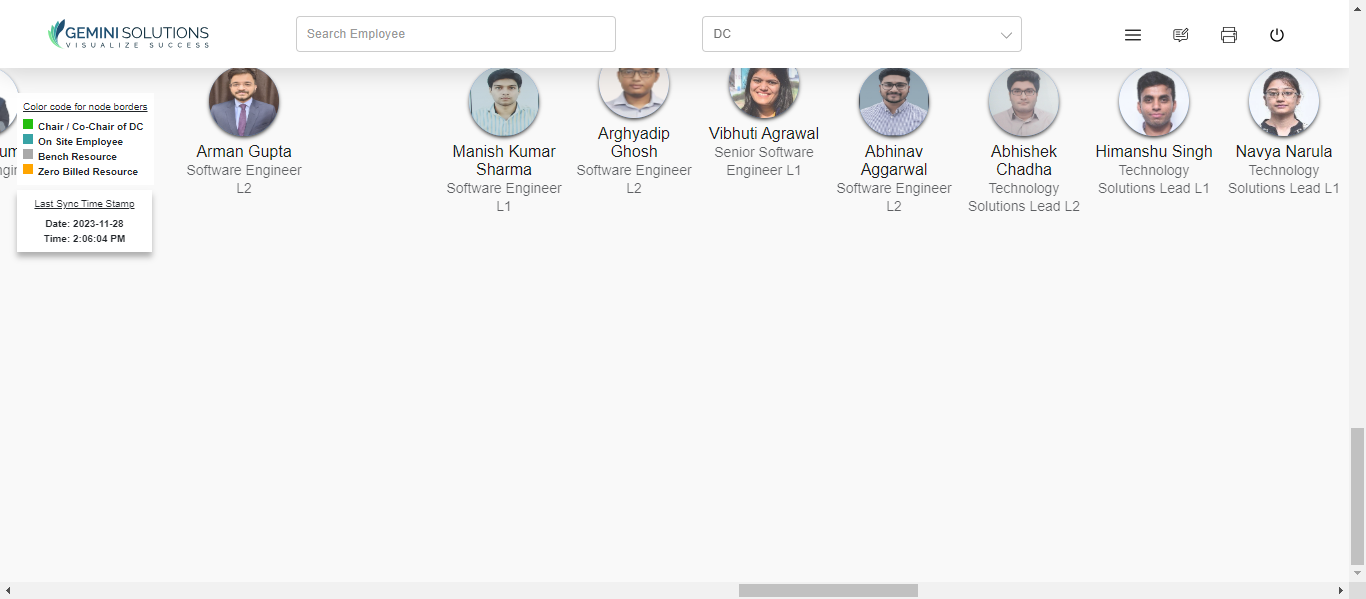 GEMINI SOLUTIONS
VISUALIZE SUCCESS
Search Employee
DC
Color code for node borders
Chair / Co-Chair of DC
On Site Employee
Bench Resource
Zero Billed Resource
Last Sync Time Stamp
Date: 2023-11-28
Time: 2:06:04 PM
Arman Gupta
Software Engineer
L2
Manish Kumar
Sharma
Software Engineer
L1
Arghyadip
Ghosh
Software Engineer
L2
Vibhuti Agrawal
Senior Software
Engineer L1
Abhinav
Aggarwal
Software Engineer
L2
Abhishek
Chadha
Technology
Solutions Lead L2
Himanshu Singh
Technology
Solutions Lead L1
Navya Narula
Technology
Solutions Lead L1